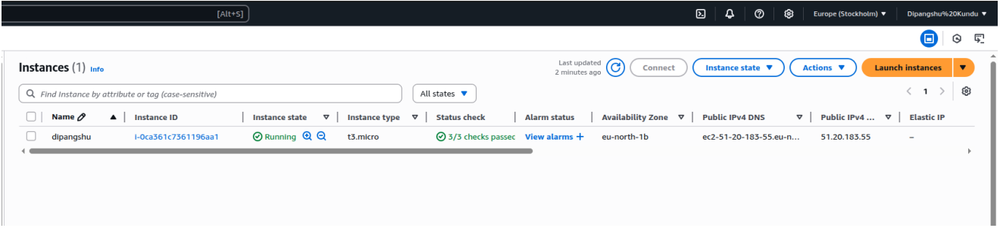 [Alt+S] Europe (Stockholm) Dipangshu%20Kundu
Instances (1) Info Last updated 2 minutes ago Connect Instance state Actions Launch instances
Find Instance by attribute or tag (case-sensitive) All states 1
Name Instance ID Instance state Instance type Status check Alarm status Availability Zone Public IPv4 DNS Public IPv4 ... Elastic IP
dipangshu i-0ca361c7361196aa1 Running t3.micro 3/3 checks passec View alarms + eu-north-1b ec2-51-20-183-55.eu-n... 51.20.183.55 –